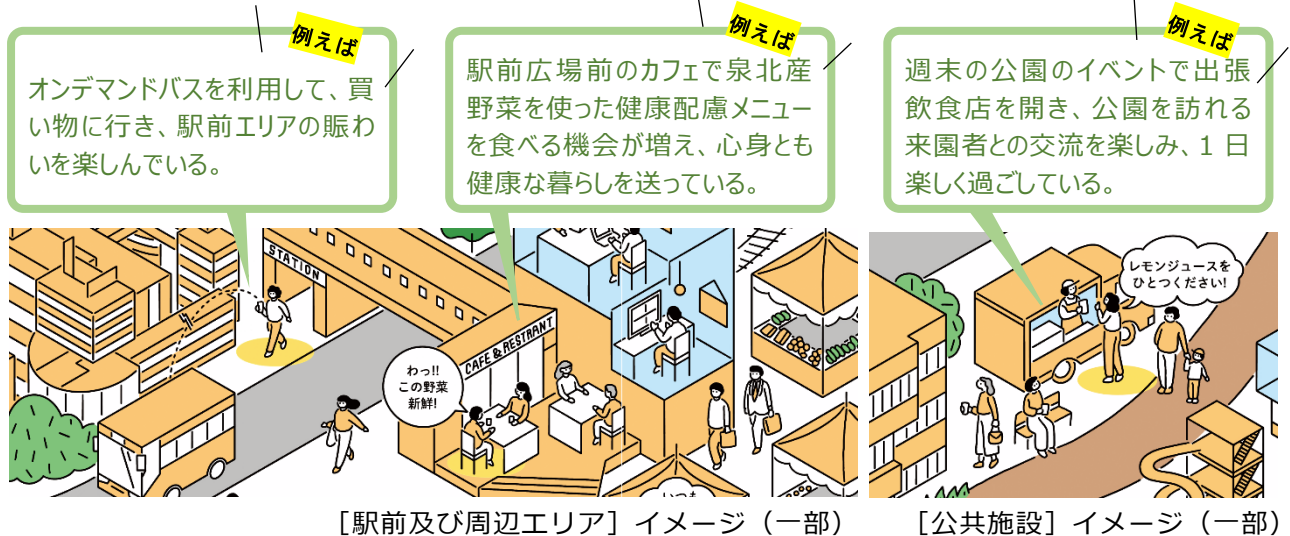 例えば
オンデマンドバスを利用して、買
い物に行き、駅前エリアの賑わ
いを楽しんでいる。
例えば
駅前広場前のカフェで泉北産
野菜を使った健康配慮メニュー
を食べる機会が増え、心身とも
健康な暮らしを送っている。
例えば
週末の公園のイベントで出張
飲食店を開き、公園を訪れる
来園者との交流を楽しみ、1 日
楽しく過ごしている。
STATION
CAFE & RESTRANT
わっ!!
この野菜
新鮮!
いつも
レモンジュースを
ひとつください!
［駅前及び周辺エリア］イメージ（一部）
［公共施設］イメージ（一部）